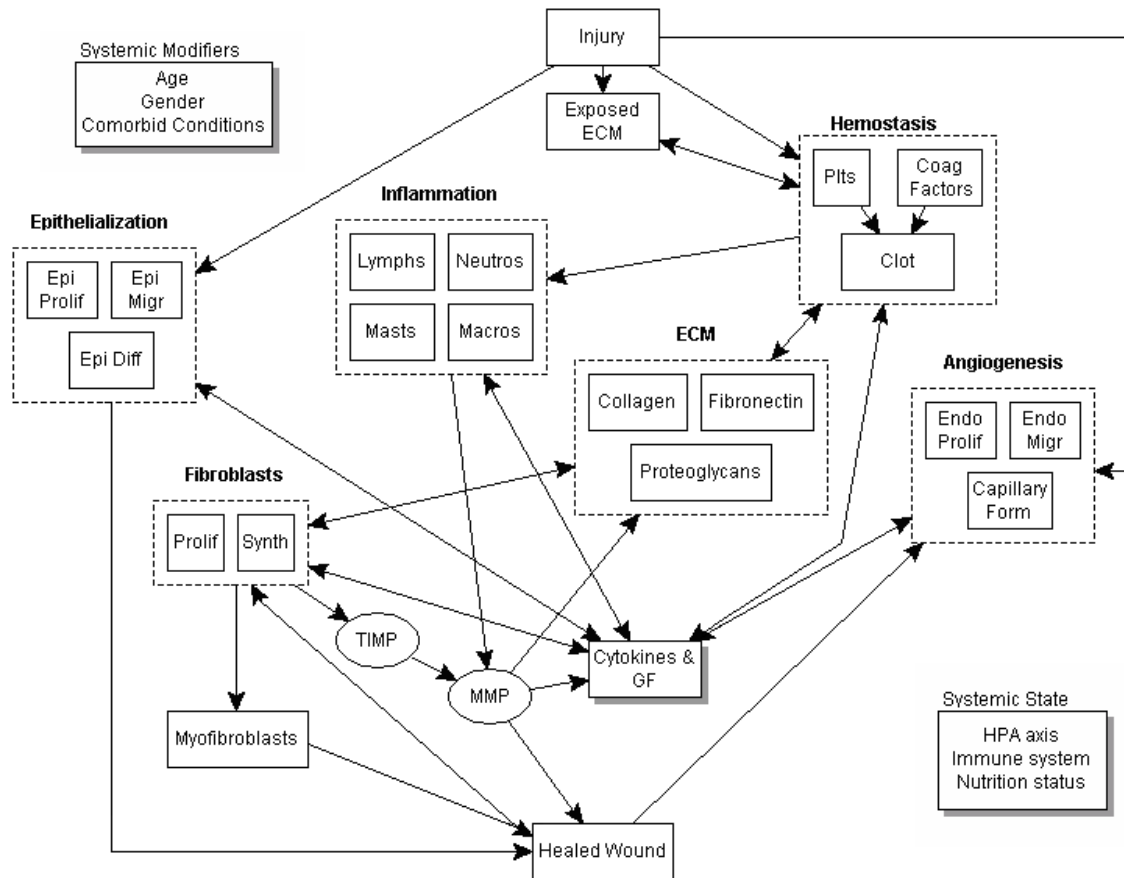 Injury
Systemic Modifiers
Age
Gender
Comorbid Conditions
Exposed
ECM
Hemostasis
Plts
Coag
Factors
Clot
Inflammation
Lymphs
Neutros
Masts
Macros
Epithelialization
Epi
Prolif
Epi
Migr
Epi Diff
ECM
Collagen
Fibronectin
Proteoglycans
Angiogenesis
Endo
Prolif
Endo
Migr
Capillary
Form
Fibroblasts
Prolif
Synth
TIMP
MMP
Cytokines &
GF
Myofibroblasts
Systemic State
HPA axis
Immune system
Nutrition status
Healed Wound